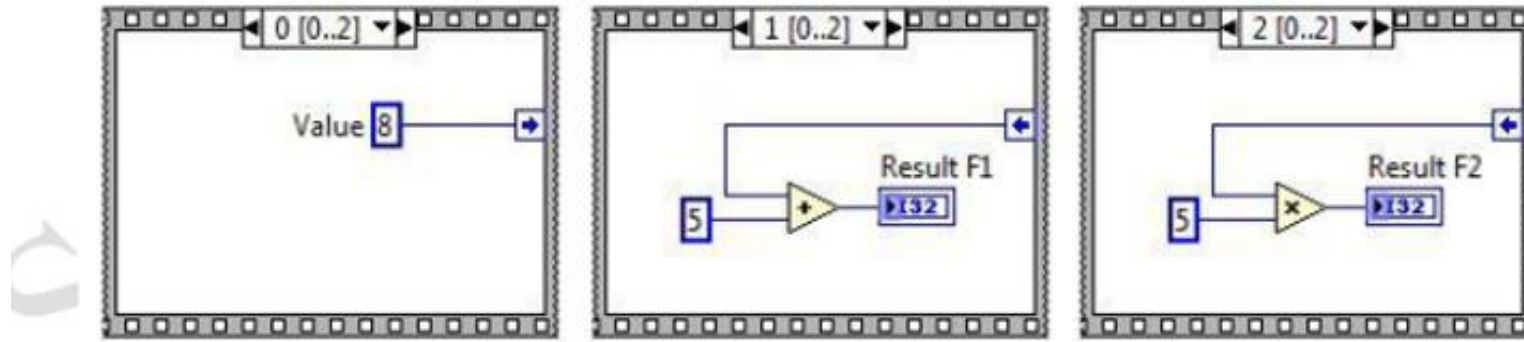 0 [0..2]
Value 8
1 [0..2]
Result F1
5
+
I32
2 [0..2]
Result F2
5
×
I32